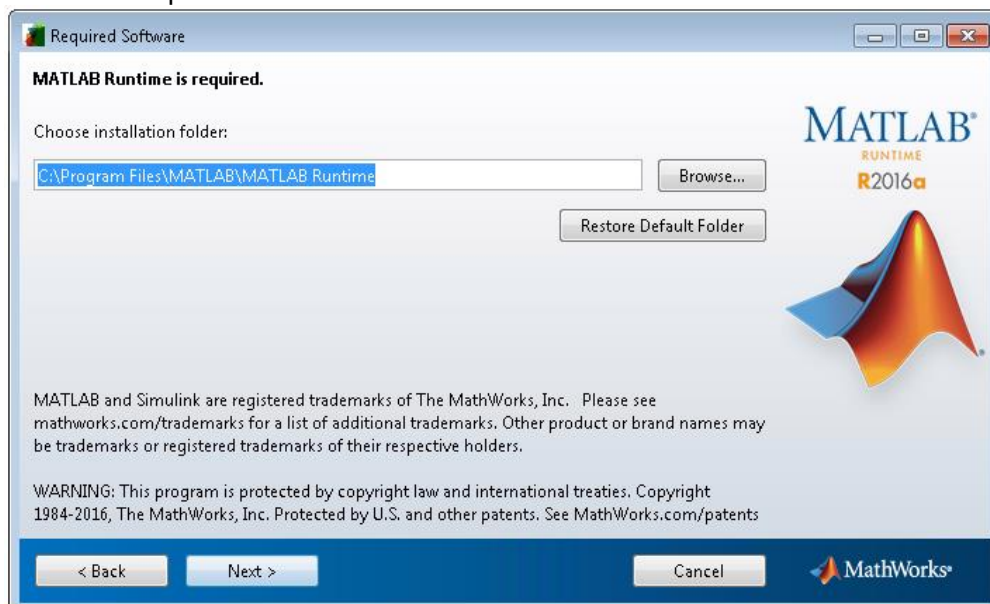 Required Software
MATLAB Runtime is required.
Choose installation folder:
C:\Program Files\MATLAB\MATLAB Runtime
Browse...
Restore Default Folder
MATLAB®
RUNTIME
R2016a
MATLAB and Simulink are registered trademarks of The MathWorks, Inc.   Please see
mathworks.com/trademarks for a list of additional trademarks. Other product or brand names may
be trademarks or registered trademarks of their respective holders.
WARNING: This program is protected by copyright law and international treaties. Copyright
1984-2016, The MathWorks, Inc. Protected by U.S. and other patents. See MathWorks.com/patents
< Back
Next >
Cancel
MathWorks®